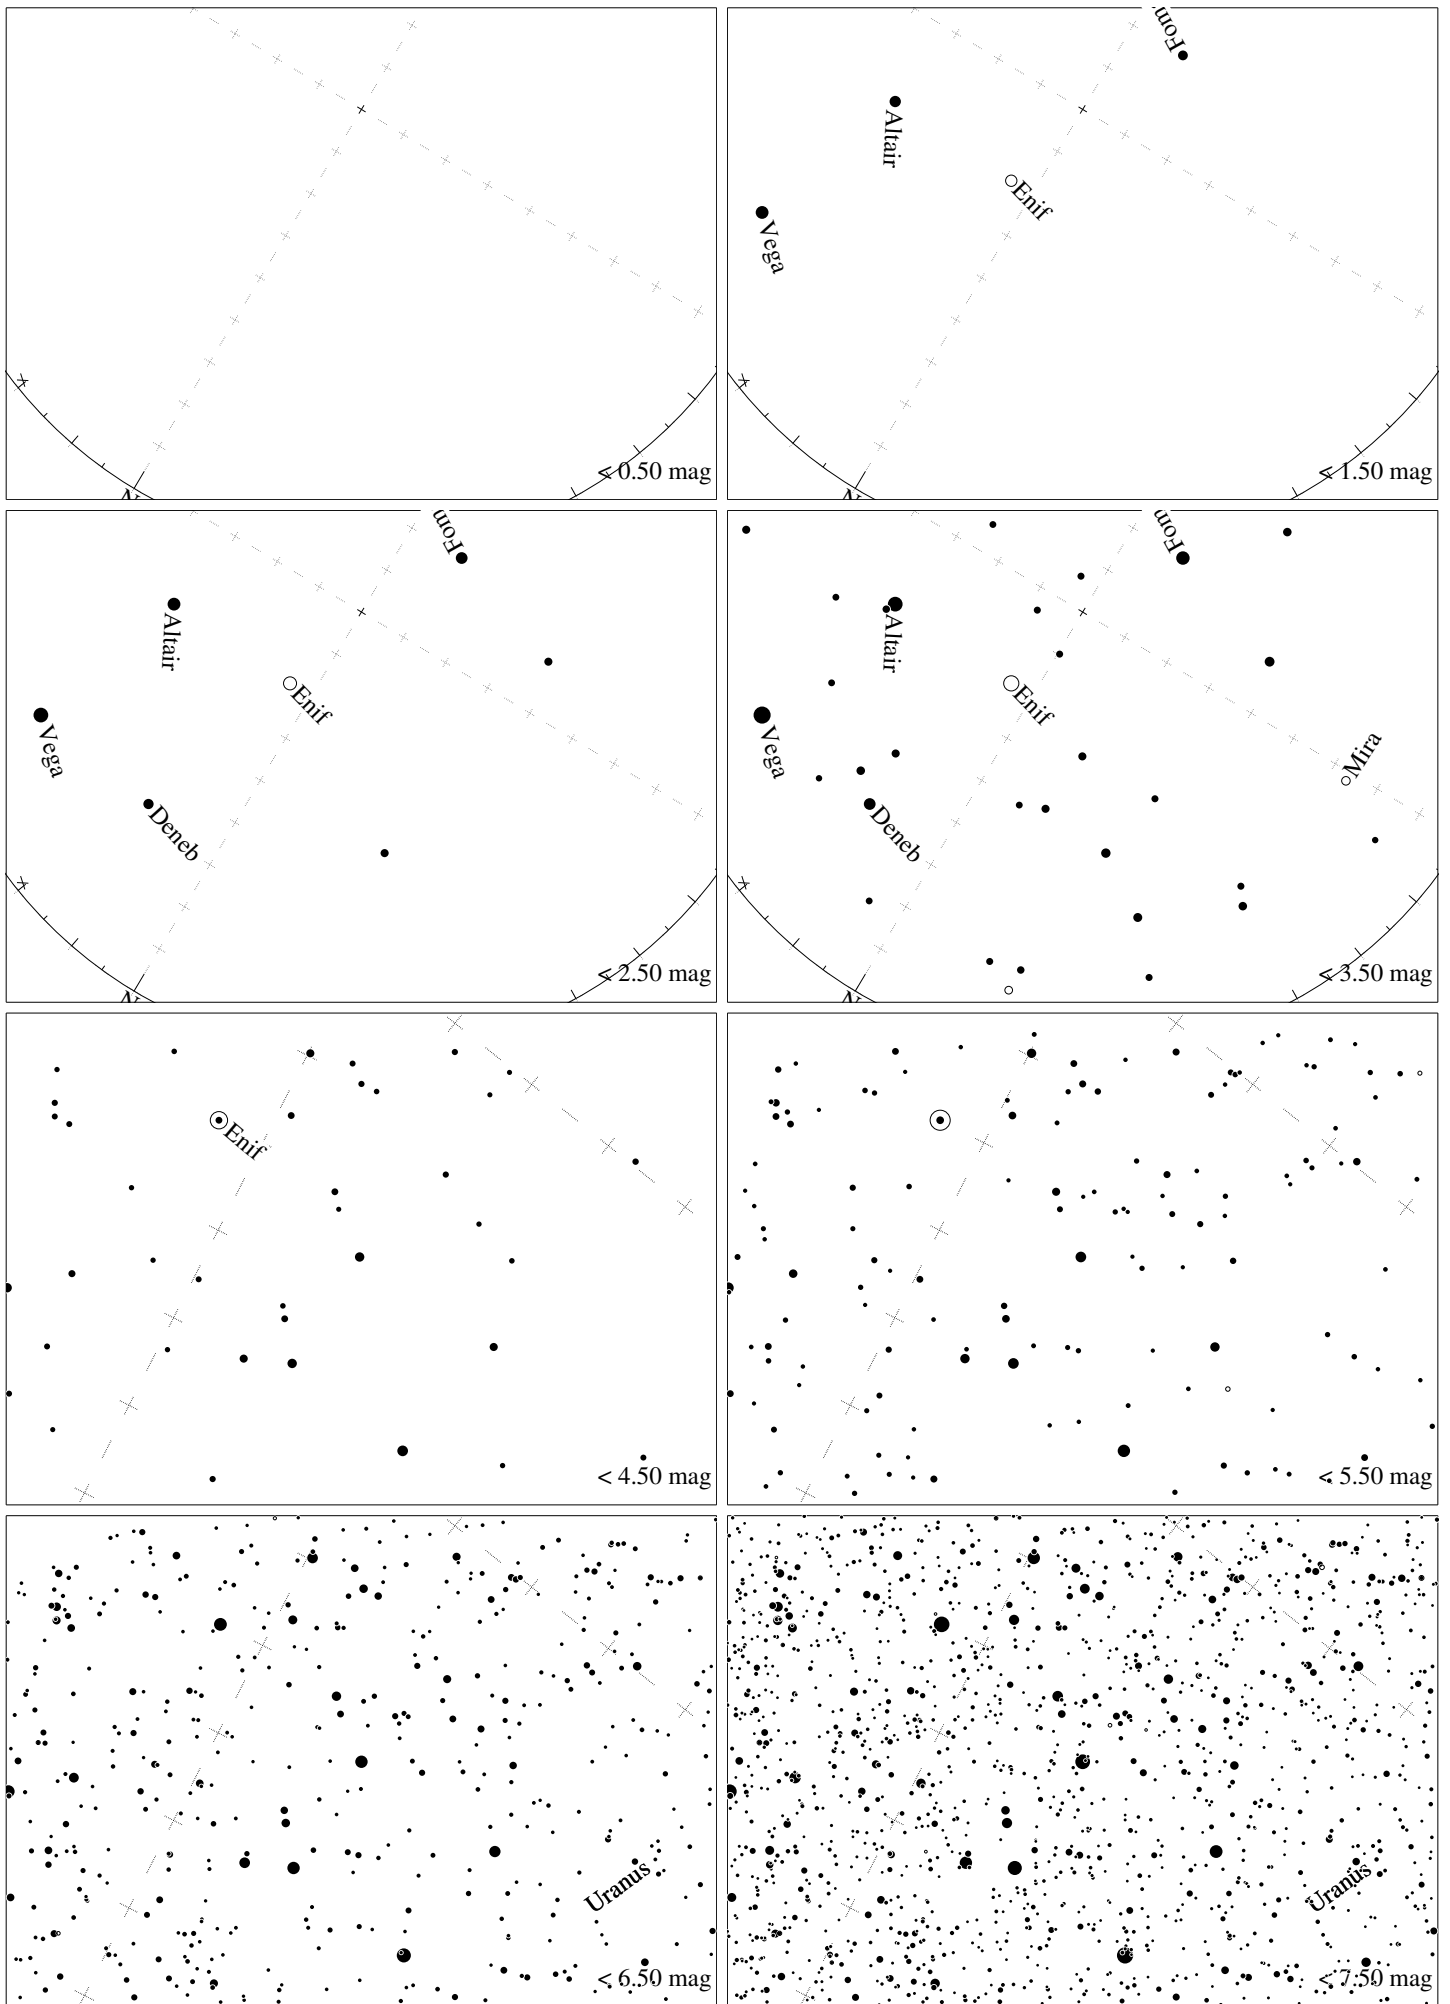 < 0.50 mag
Fom
Altair
Enif
Vega
< 1.50 mag
Fom
Altair
Enif
Vega
Deneb
N
< 2.50 mag
Fom
Altair
Enif
Vega
Mira
Deneb
N
< 3.50 mag
Enif
< 4.50 mag
< 5.50 mag
Uranus
< 6.50 mag
Uranus
< 7.50 mag